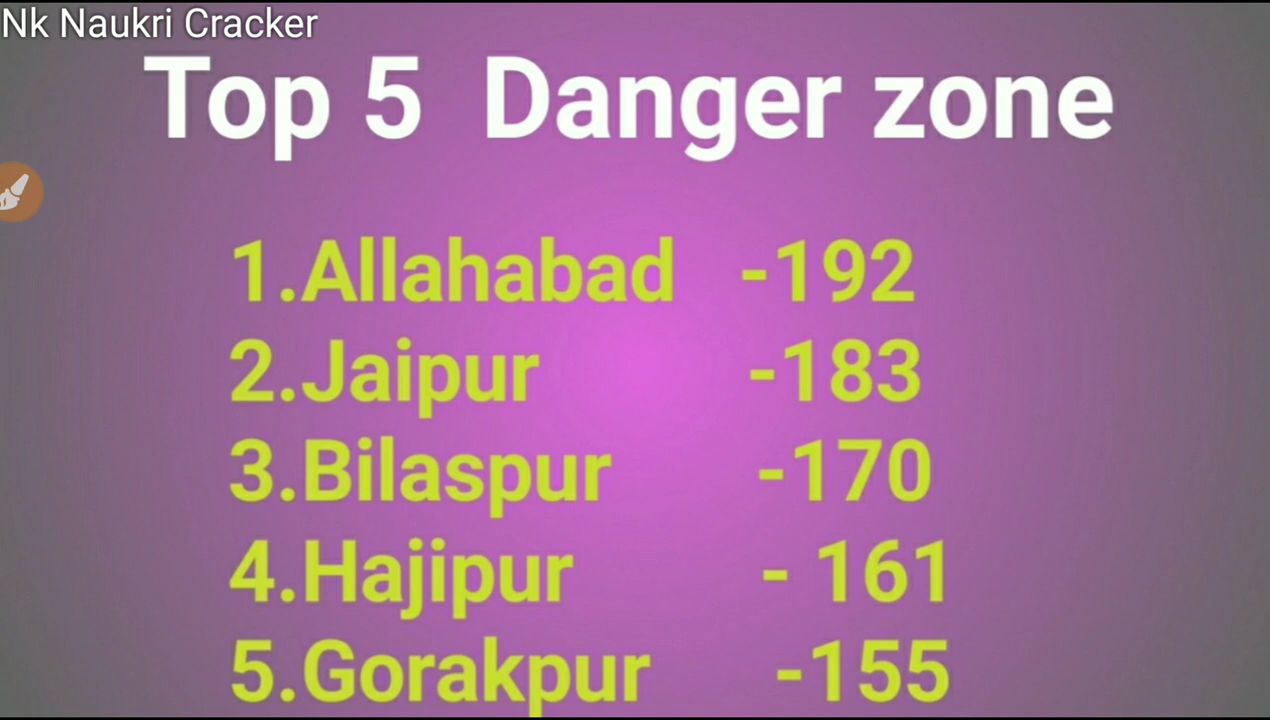 Nk Naukri Cracker
Top 5 Danger zone
1.Allahabad -192
2.Jaipur -183
3.Bilaspur -170
4.Hajipur - 161
5.Gorakpur -155